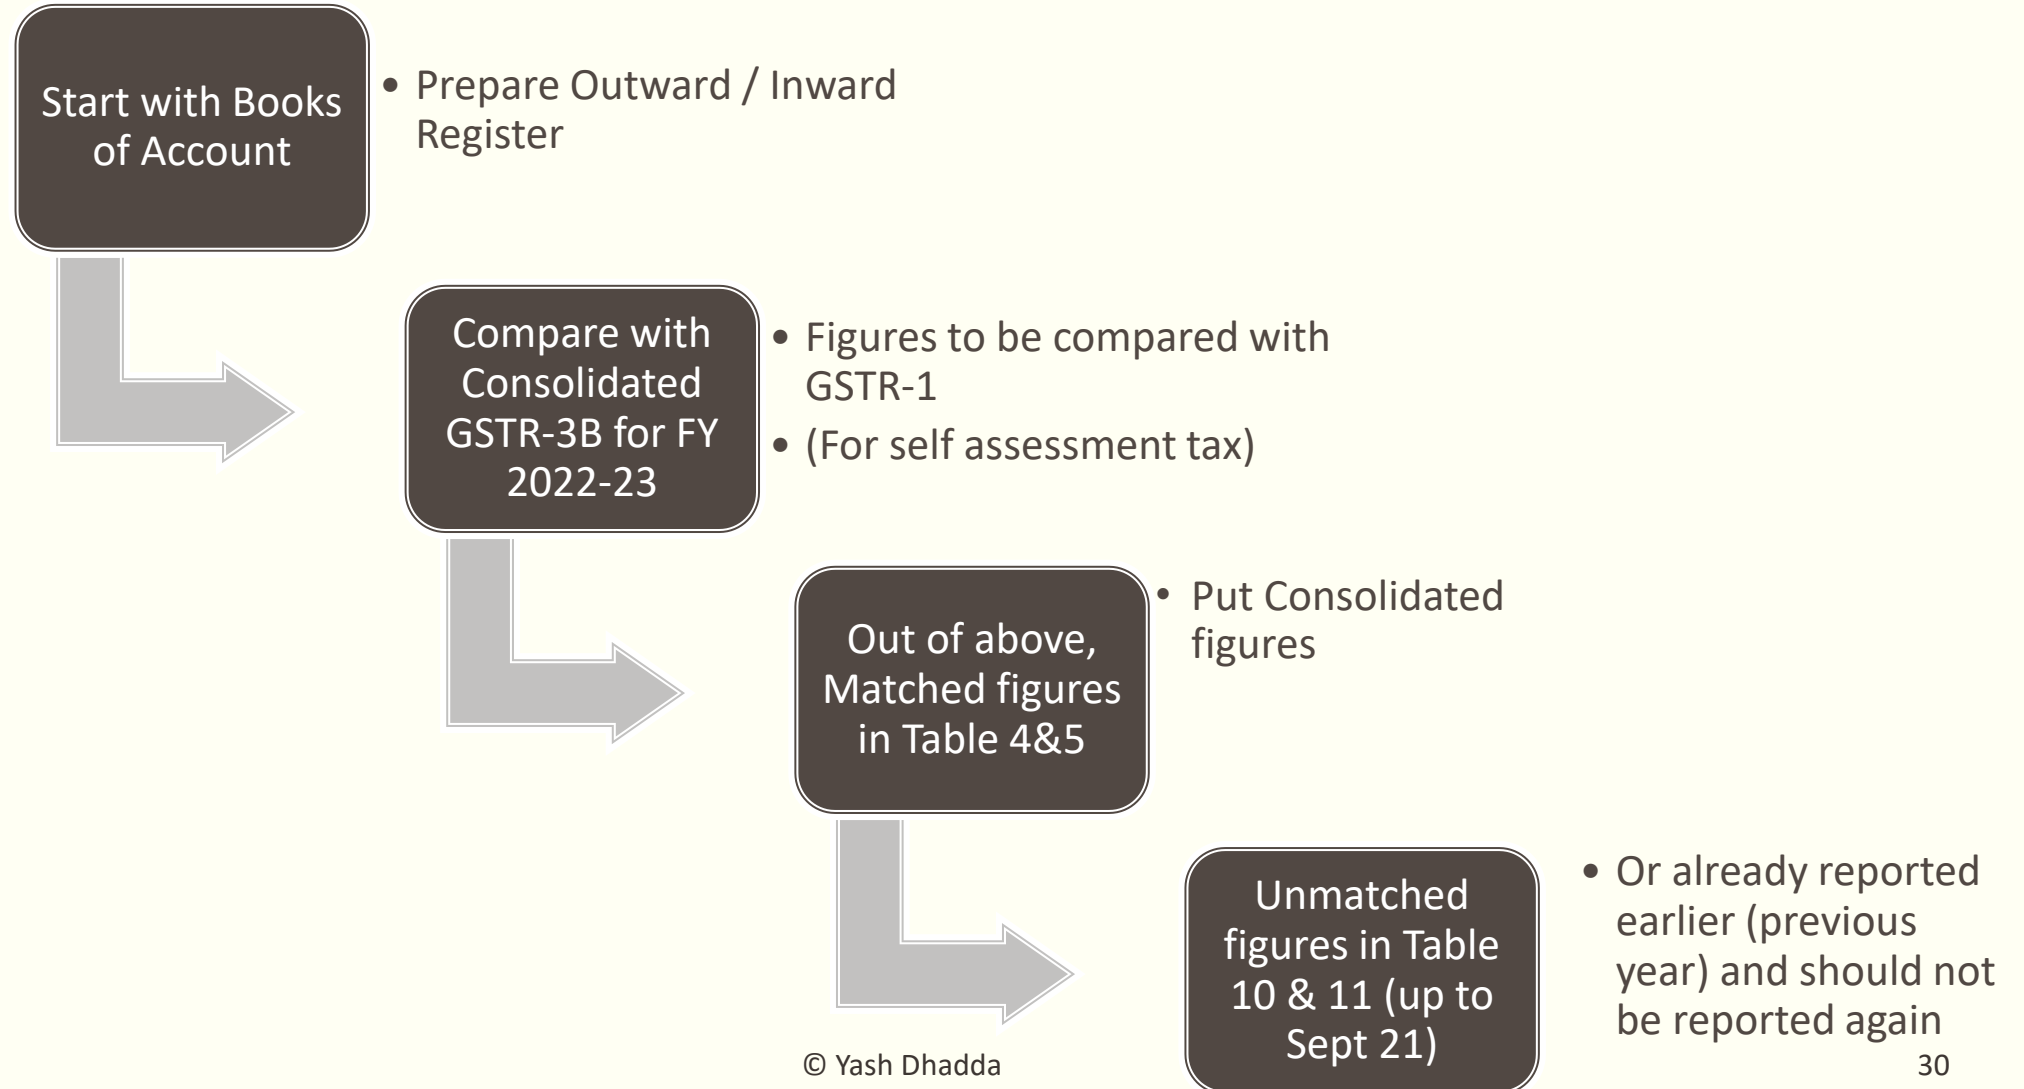 Start with Books
of Account
• Prepare Outward / Inward
Register
Compare with
Consolidated
GSTR-3B for FY
2022-23
• Figures to be compared with
GSTR-1
• (For self assessment tax)
Out of above,
Matched figures
in Table 4&5
• Put Consolidated
figures
Unmatched
figures in Table
10 & 11 (up to
Sept 21)
• Or already reported
earlier (previous
year) and should not
be reported again
© Yash Dhadda
30